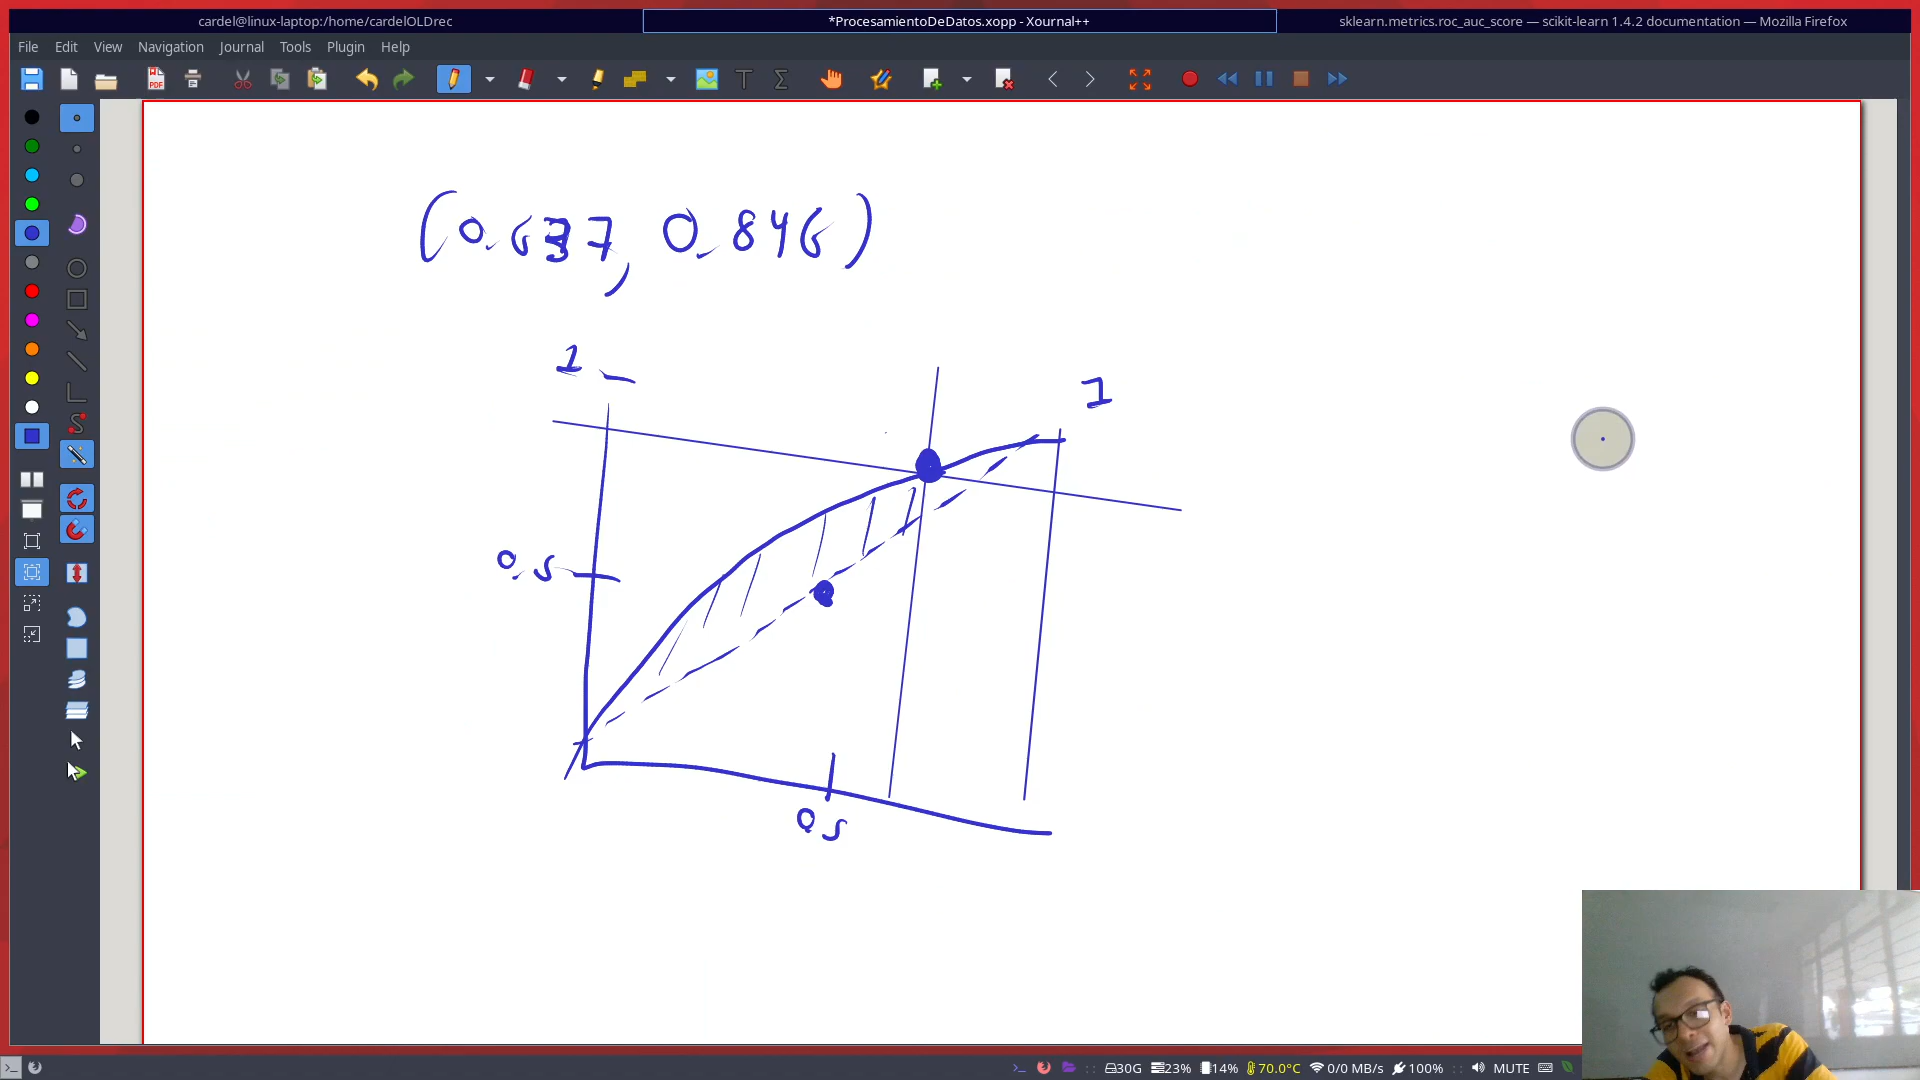 cardel@linux-laptop:/home/cardelOLDrec
*ProcesamientoDeDatos.xopp - Xournal++
sklearn.metrics.roc_auc_score — scikit-learn 1.4.2 documentation — Mozilla Firefox
File Edit View Navigation Journal Tools Plugin Help
(0.637, 0.846)
1
1
0.5
0.5
30G 23% 14% 70.0°C 0/0 MB/s 100% MUTE